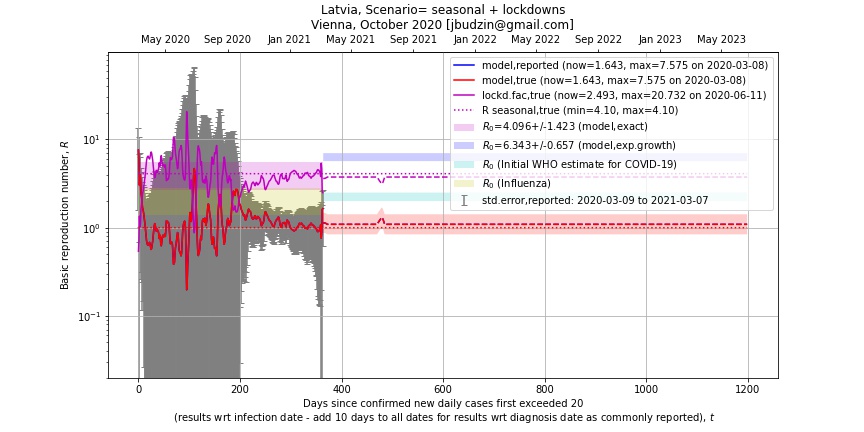 Latvia, Scenario= seasonal + lockdowns
Vienna, October 2020 [jbudzin@gmail.com]
May 2020 Sep 2020 Jan 2021 May 2021 Sep 2021 Jan 2022 May 2022 Sep 2022 Jan 2023 May 2023
model,reported (now=1.643, max=7.575 on 2020-03-08)
model,true (now=1.643, max=7.575 on 2020-03-08)
lockd.fac,true (now=2.493, max=20.732 on 2020-06-11)
R seasonal,true (min=4.10, max=4.10)
R₀=4.096+/-1.423 (model,exact)
R₀=6.343+/-0.657 (model,exp.growth)
R₀ (Initial WHO estimate for COVID-19)
R₀ (Influenza)
std.error,reported: 2020-03-09 to 2021-03-07
Basic reproduction number, R
10¹
10⁰
10⁻¹
0 200 400 600 800 1000 1200
Days since confirmed new daily cases first exceeded 20
(results wrt infection date - add 10 days to all dates for results wrt diagnosis date as commonly reported), t